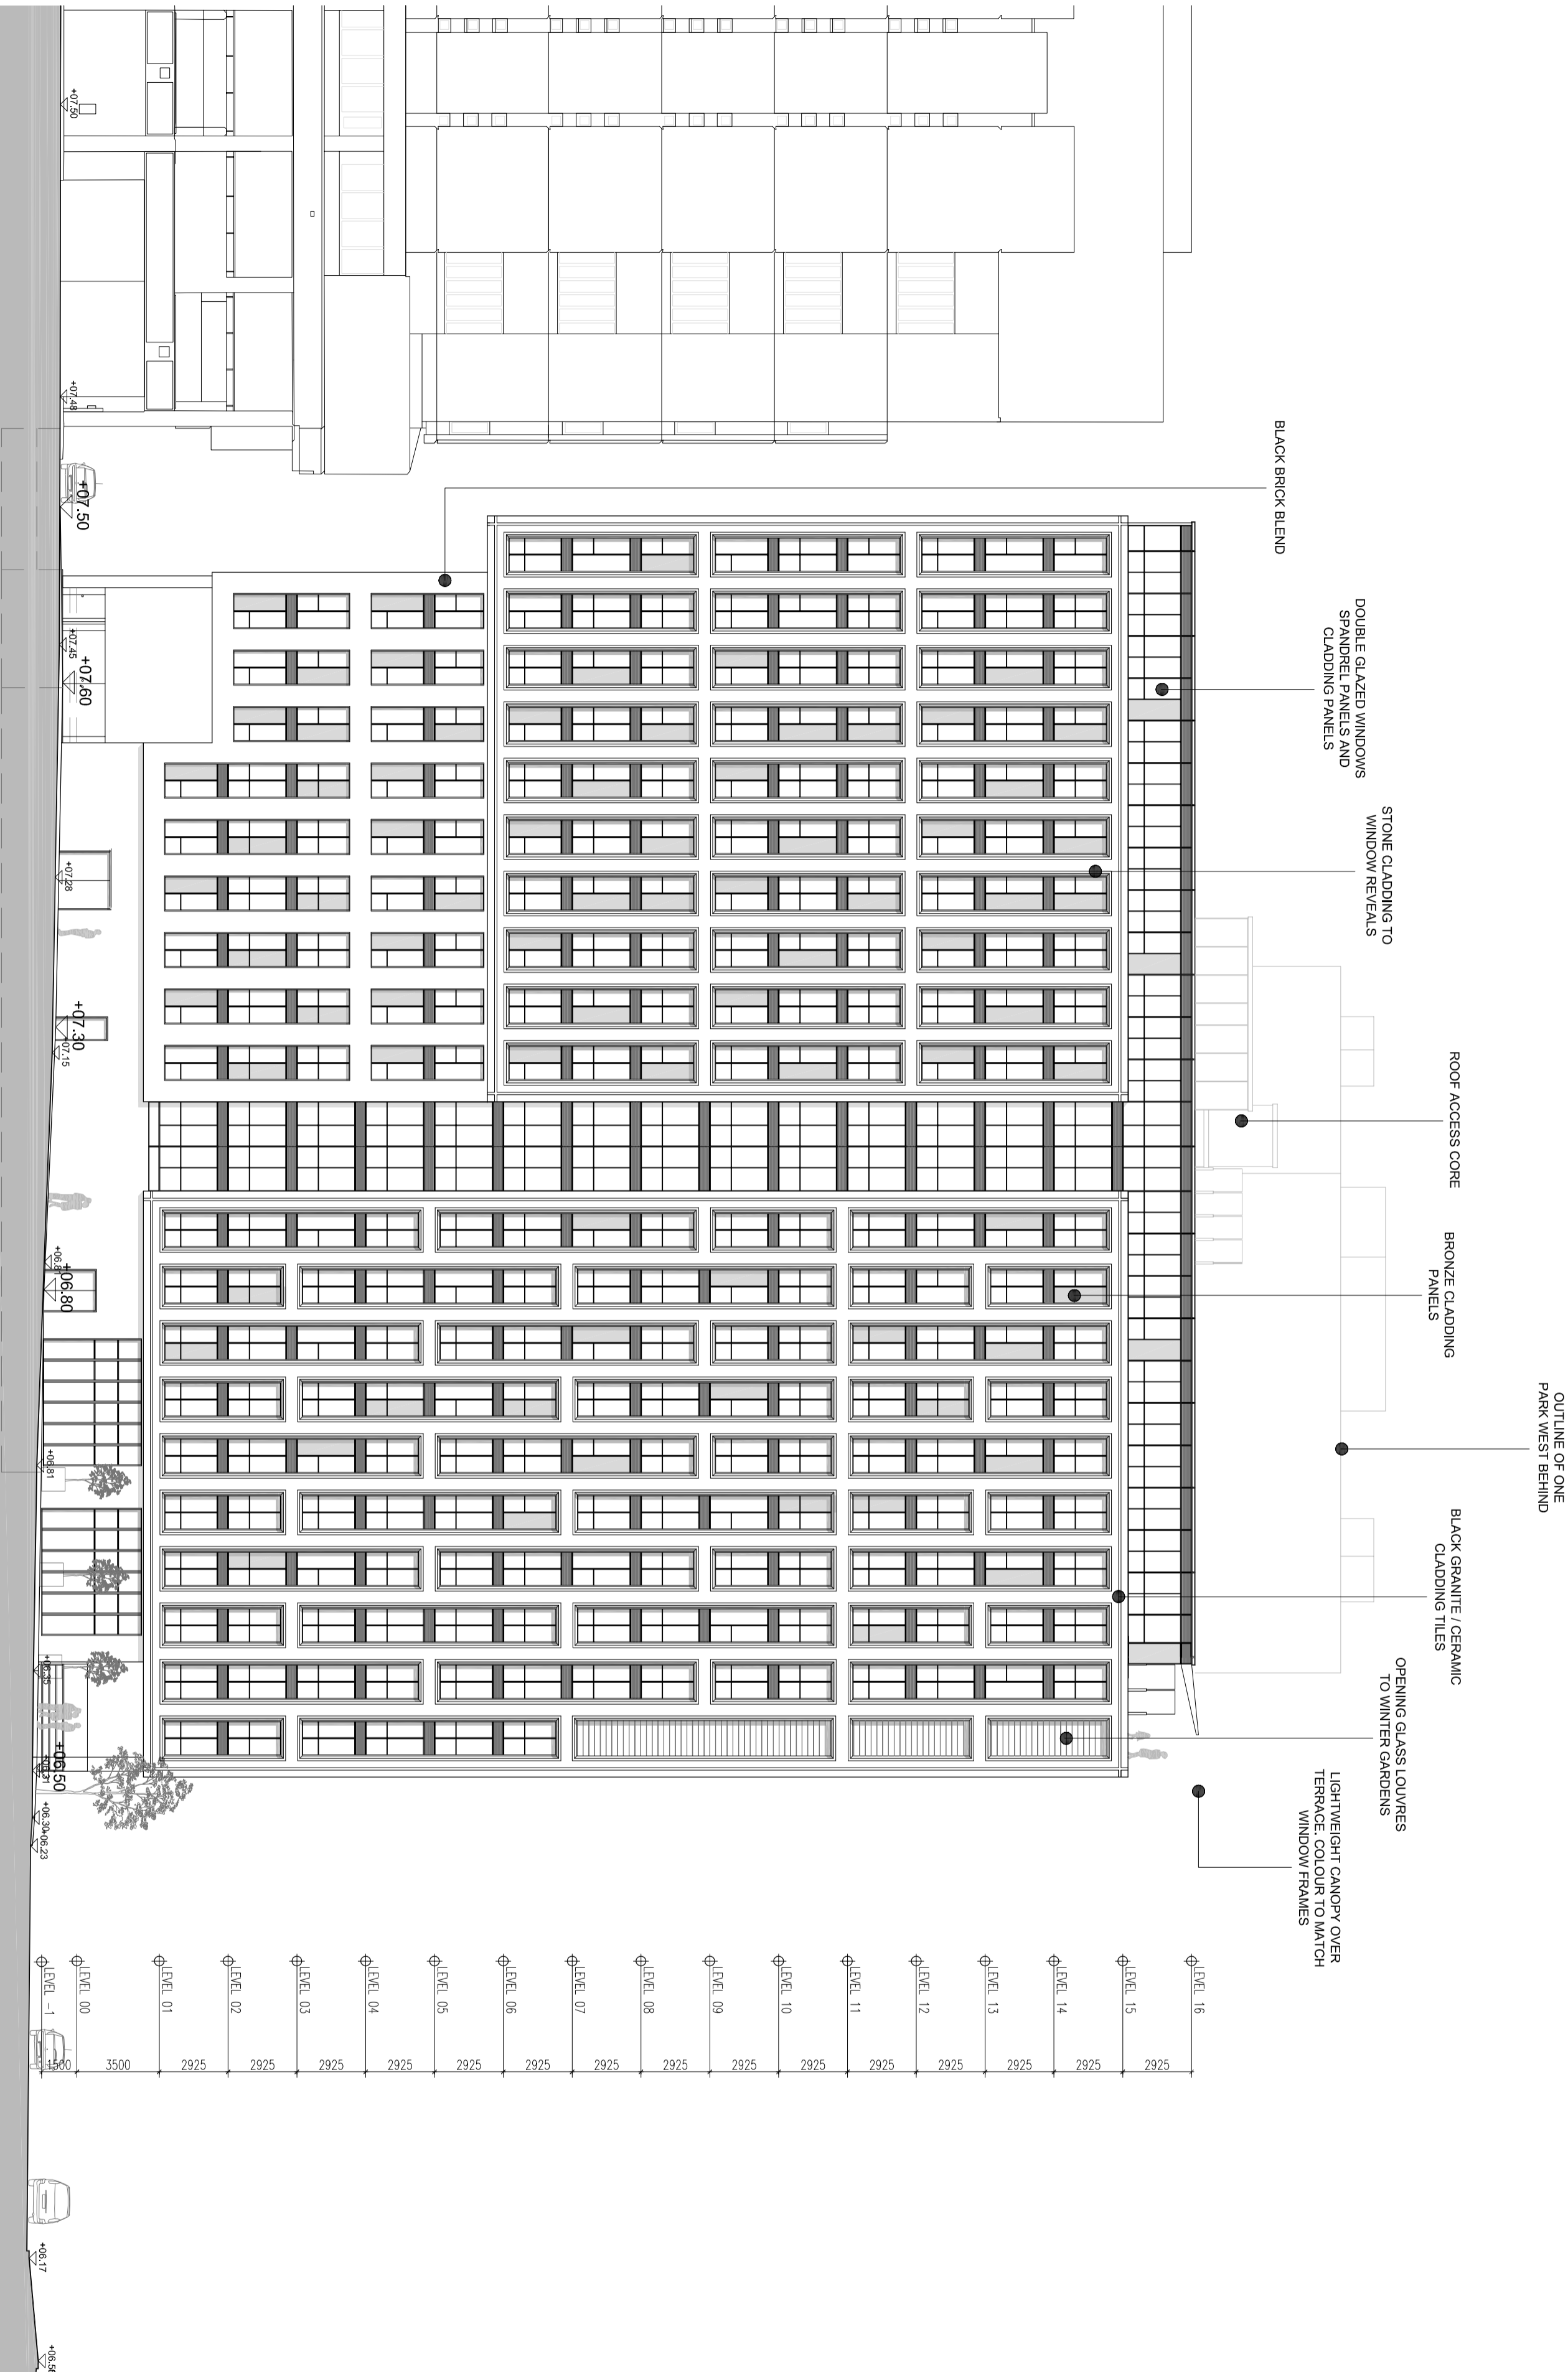 OUTLINE OF ONE
PARK WEST BEHIND
ROOF ACCESS CORE
BRONZE CLADDING
PANELS
BLACK GRANITE / CERAMIC
CLADDING TILES
STONE CLADDING TO
WINDOW REVEALS
OPENING GLASS LOUVRES
TO WINTER GARDENS
DOUBLE GLAZED WINDOWS
SPANDREL PANELS AND
CLADDING PANELS
LIGHTWEIGHT CANOPY OVER
TERRACE. COLOUR TO MATCH
WINDOW FRAMES
BLACK BRICK BLEND
LEVEL 16
2925
LEVEL 15
2925
LEVEL 14
2925
LEVEL 13
2925
LEVEL 12
2925
LEVEL 11
2925
LEVEL 10
2925
LEVEL 09
2925
LEVEL 08
2925
LEVEL 07
2925
LEVEL 06
2925
LEVEL 05
2925
LEVEL 04
2925
LEVEL 03
2925
LEVEL 02
2925
LEVEL 01
3500
LEVEL 00
1500
LEVEL -1
+07.50
+07.48
+07.50
+07.45
+07.60
+07.28
+07.30
+07.15
+06.81
+06.80
+06.81
+06.35
+06.50
+06.31
+06.30
+06.23
+06.17